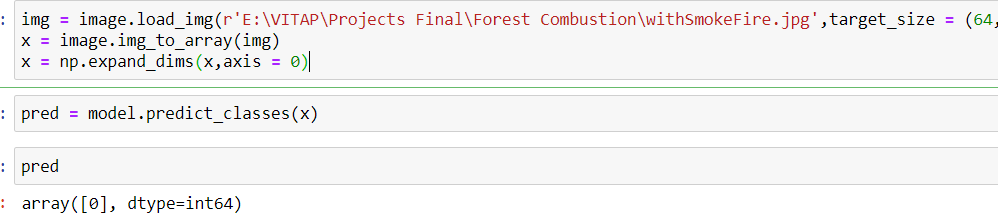 : img = image.load_img(r'E:\VITAP\Projects Final\Forest Combustion\withSmokeFire.jpg',target_size = (64,
x = image.img_to_array(img)
x = np.expand_dims(x,axis = 0)
: pred = model.predict_classes(x)
: pred
: array([0], dtype=int64)